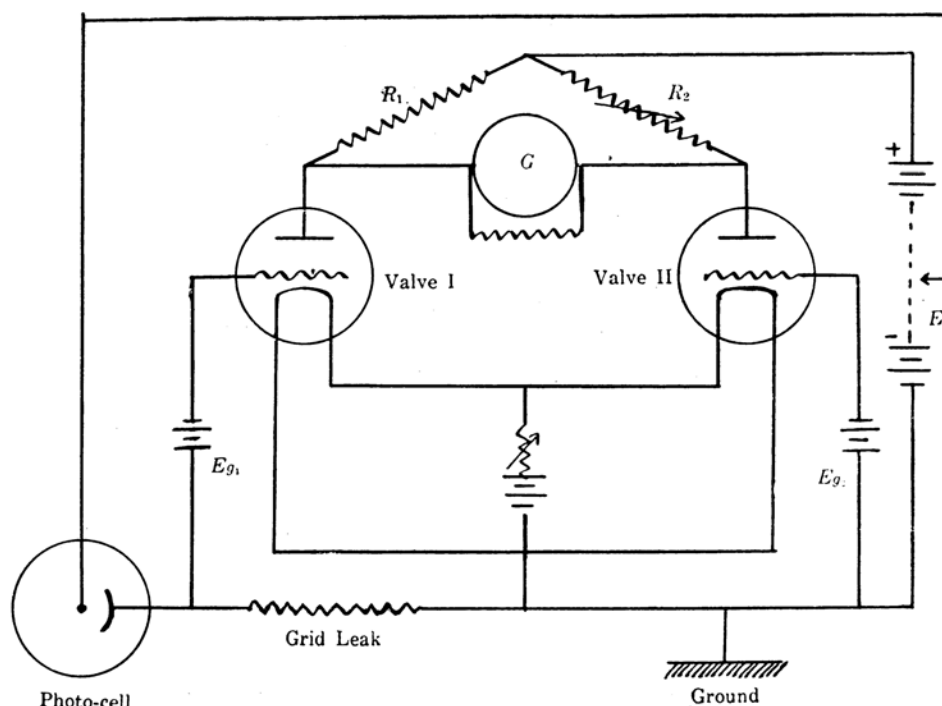 R₁
R₂
G
+
Valve I
Valve II
-
E
Eg₁
Eg₂
Grid Leak
Photo-cell
Ground